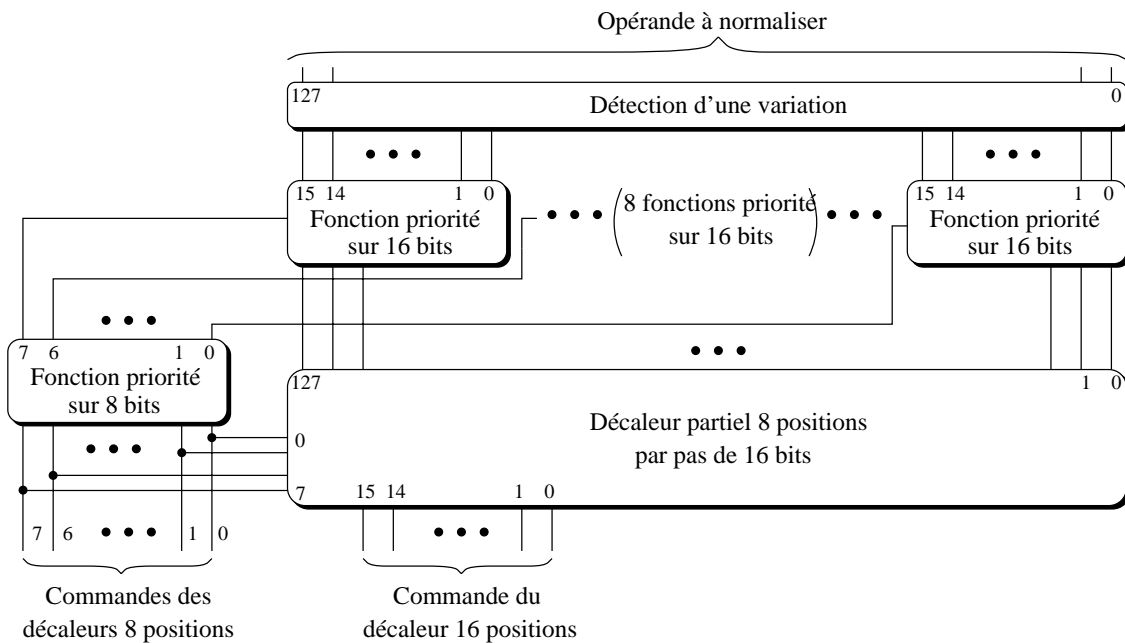 Opérande à normaliser
127 0
Détection d'une variation
15 14 1 0 15 14 1 0
Fonction priorité
sur 16 bits
8 fonctions priorité
sur 16 bits
Fonction priorité
sur 16 bits
7 6 1 0
Fonction priorité
sur 8 bits
127 1 0
Décaleur partiel 8 positions
par pas de 16 bits
0
7
15 14 1 0
7 6 1 0
Commandes des
décaleurs 8 positions
Commande du
décaleur 16 positions